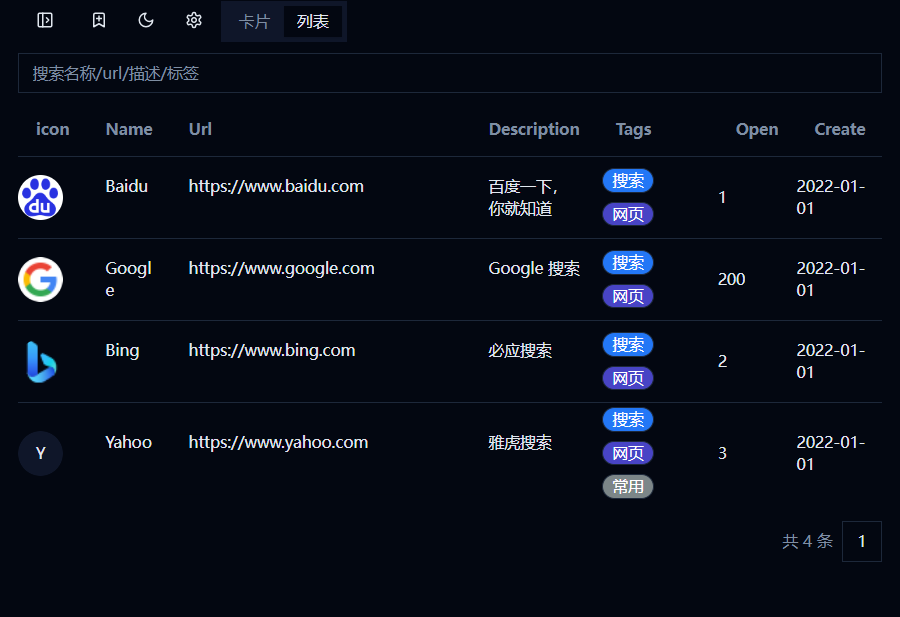 卡片 列表
搜索名称/url/描述/标签
icon Name Url Description Tags Open Create
du Baidu https://www.baidu.com 百度一下,你就知道 搜索 网页 1 2022-01-01
Google https://www.google.com Google 搜索 搜索 网页 200 2022-01-01
Bing https://www.bing.com 必应搜索 搜索 网页 2 2022-01-01
Y Yahoo https://www.yahoo.com 雅虎搜索 搜索 网页 常用 3 2022-01-01
共 4 条 1